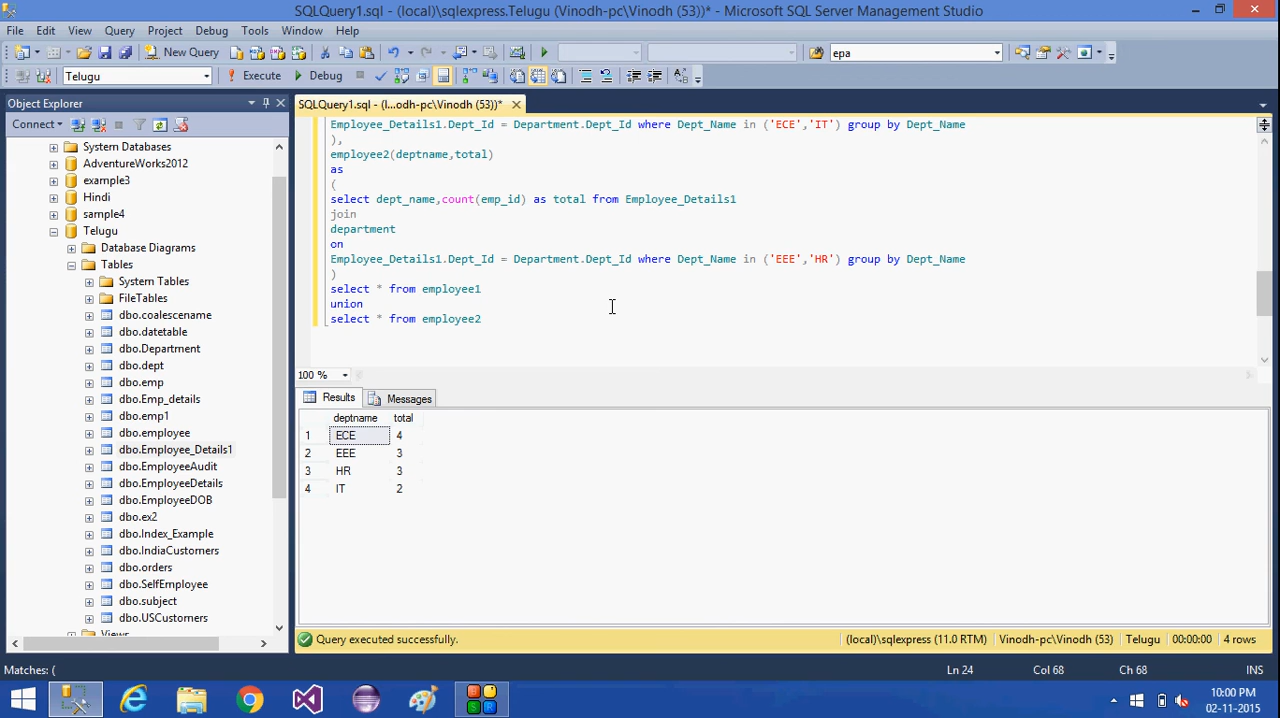 SQLQuery1.sql - (local)\sqlexpress.Telugu (Vinodh-pc\Vinodh (53))* - Microsoft SQL Server Management Studio
File Edit View Query Project Debug Tools Window Help
New Query epa
Telugu Execute Debug
Object Explorer
SQLQuery1.sql - (l...odh-pc\Vinodh (53))*
Connect
System Databases
AdventureWorks2012
example3
Hindi
sample4
Telugu
Database Diagrams
Tables
System Tables
FileTables
dbo.coalescename
dbo.datetable
dbo.Department
dbo.dept
dbo.emp
dbo.Emp_details
dbo.emp1
dbo.employee
dbo.Employee_Details1
dbo.EmployeeAudit
dbo.EmployeeDetails
dbo.EmployeeDOB
dbo.ex2
dbo.Index_Example
dbo.IndiaCustomers
dbo.orders
dbo.SelfEmployee
dbo.subject
dbo.USCustomers
Views
Employee_Details1.Dept_Id = Department.Dept_Id where Dept_Name in ('ECE','IT') group by Dept_Name
),
employee2(deptname,total)
as
(
select dept_name,count(emp_id) as total from Employee_Details1
join
department
on
Employee_Details1.Dept_Id = Department.Dept_Id where Dept_Name in ('EEE','HR') group by Dept_Name
)
select * from employee1
union
select * from employee2
100 %
Results Messages
deptname total
1 ECE 4
2 EEE 3
3 HR 3
4 IT 2
Query executed successfully. (local)\sqlexpress (11.0 RTM) Vinodh-pc\Vinodh (53) Telugu 00:00:00 4 rows
Matches: ( Ln 24 Col 68 Ch 68 INS
10:00 PM
02-11-2015